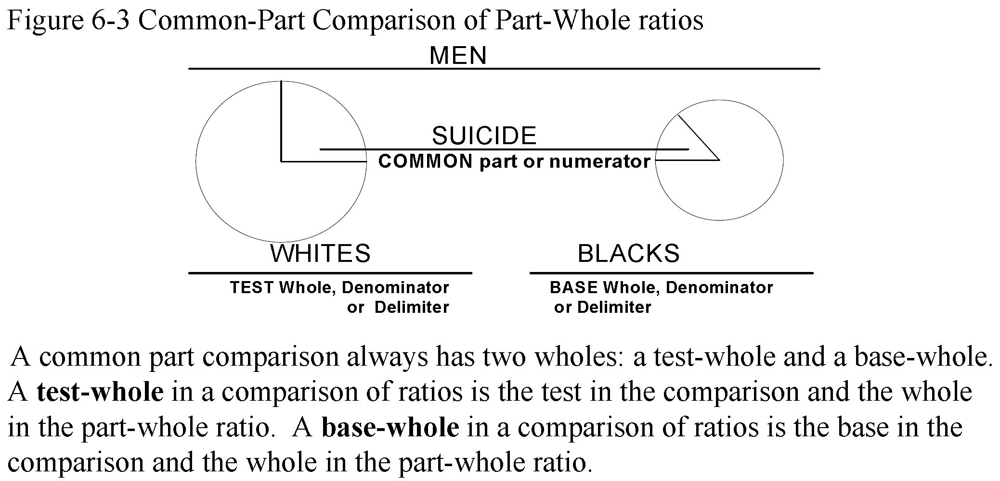 Figure 6-3 Common-Part Comparison of Part-Whole ratios
MEN
SUICIDE
COMMON part or numerator
WHITES
BLACKS
TEST Whole, Denominator
or Delimiter
BASE Whole, Denominator
or Delimiter
A common part comparison always has two wholes: a test-whole and a base-whole.
A test-whole in a comparison of ratios is the test in the comparison and the whole
in the part-whole ratio.  A base-whole in a comparison of ratios is the base in the
comparison and the whole in the part-whole ratio.